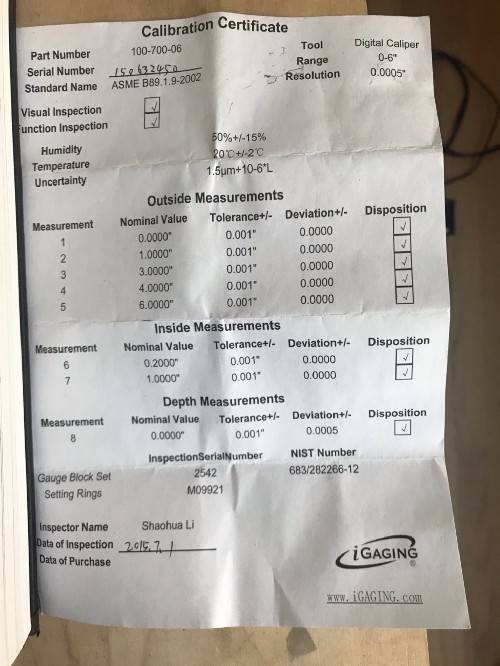 Calibration Certificate
Part Number 100-700-06 Tool Digital Caliper
Serial Number 150632450 Range 0-6"
Standard Name ASME B89.1.9-2002 Resolution 0.0005"
Visual Inspection √
unction Inspection √
Humidity 50%+/-15%
Temperature 20℃+/-2℃
Uncertainty 1.5μm+10-6*L
Outside Measurements
Measurement Nominal Value Tolerance+/- Deviation+/- Disposition
1 0.0000" 0.001" 0.0000 √
2 1.0000" 0.001" 0.0000 √
3 3.0000" 0.001" 0.0000 √
4 4.0000" 0.001" 0.0000 √
5 6.0000" 0.001" 0.0000 √
Inside Measurements
Measurement Nominal Value Tolerance+/- Deviation+/- Disposition
6 0.2000" 0.001" 0.0000 √
7 1.0000" 0.001" 0.0000 √
Depth Measurements
Measurement Nominal Value Tolerance+/- Deviation+/- Disposition
8 0.0000" 0.001" 0.0005 √
InspectionSerialNumber NIST Number
Gauge Block Set 2542 683/282266-12
Setting Rings M09921
Inspector Name Shaohua Li
Data of Inspection 2015.7.1
Data of Purchase
iGAGING®
www.iGAGING.com